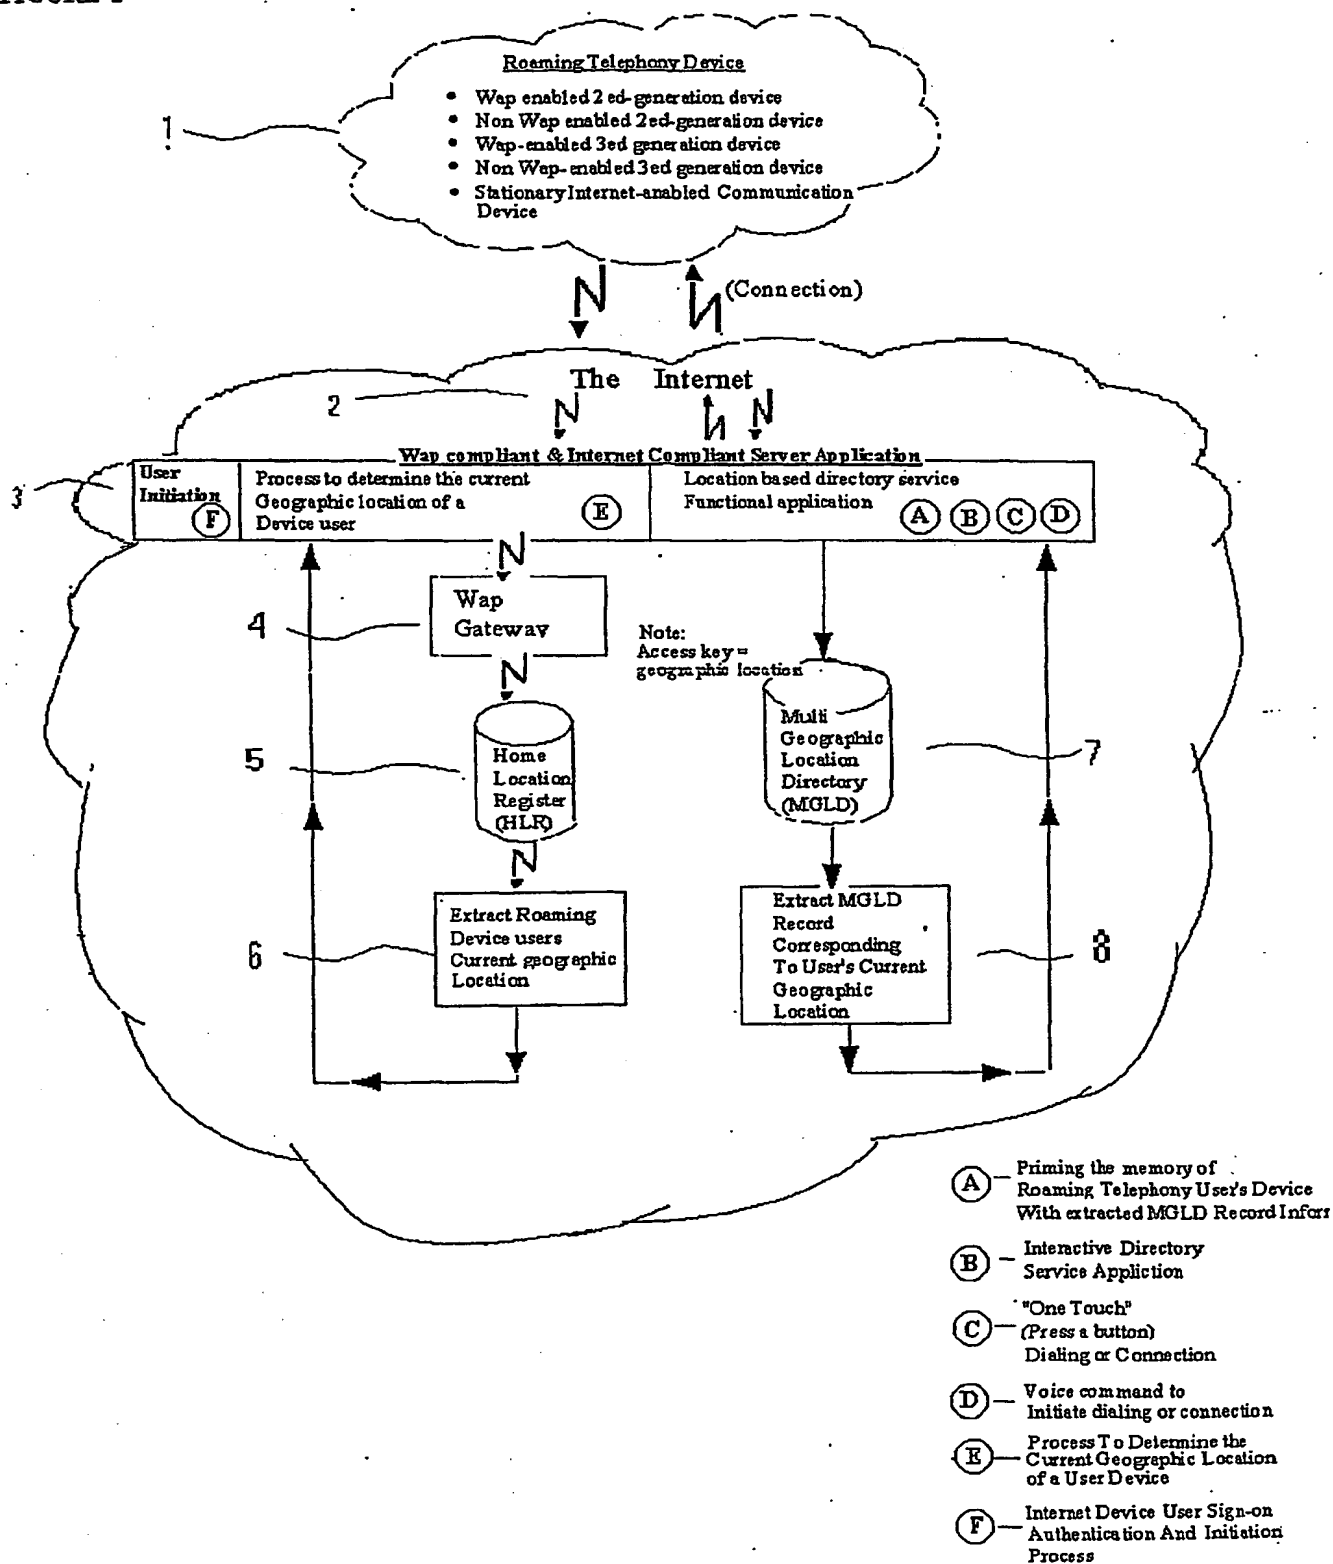 Roaming Telephony Device
• Wap enabled 2 ed-generation device
• Non Wap enabled 2ed-generation device
• Wap-enabled 3ed generation device
• Non Wap-enabled 3ed generation device
• Stationary Internet-anabled Communication
Device
1
(Connection)
The Internet
2
Wap compliant & Internet Compliant Server Application
3
User
Initiation
F
Process to determine the current
Geographic location of a
Device user
E
Location based directory service
Functional application
A B C D
Wap
Gateway
4
Note:
Access key =
geographic location
Home
Location
Register
(HLR)
5
Multi
Geographic
Location
Directory
(MGLD)
7
Extract Roaming
Device users
Current geographic
Location
6
Extract MGLD
Record
Corresponding
To User's Current
Geographic
Location
8
A Priming the memory of
Roaming Telephony User's Device
With extracted MGLD Record Infor
B Interactive Directory
Service Appliction
C "One Touch"
(Press a button)
Dialing or Connection
D Voice command to
Initiate dialing or connection
E Process To Determine the
Current Geographic Location
of a User Device
F Internet Device User Sign-on
Authentication And Initiation
Process